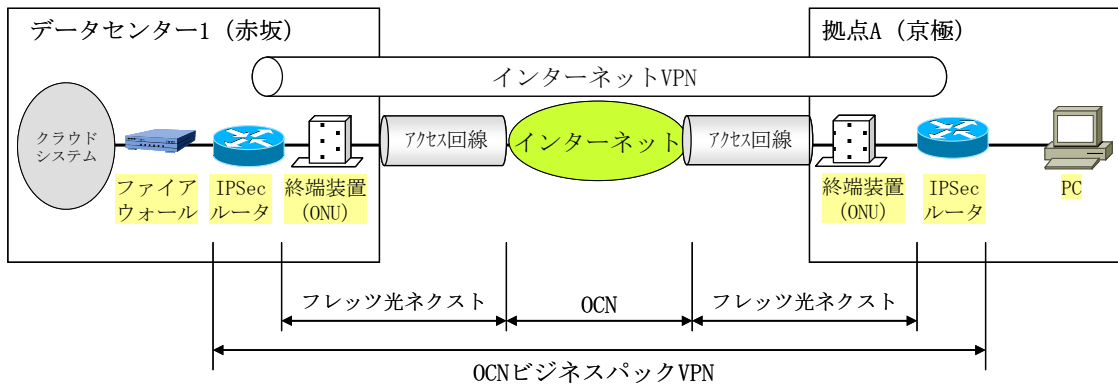 データセンター1（赤坂）
拠点A（京極）
インターネットVPN
クラウド
システム
アクセス回線
インターネット
アクセス回線
ファイア
ウォール
IPSec
ルータ
終端装置
(ONU)
終端装置
(ONU)
IPSec
ルータ
PC
フレッツ光ネクスト
OCN
フレッツ光ネクスト
OCNビジネスパックVPN